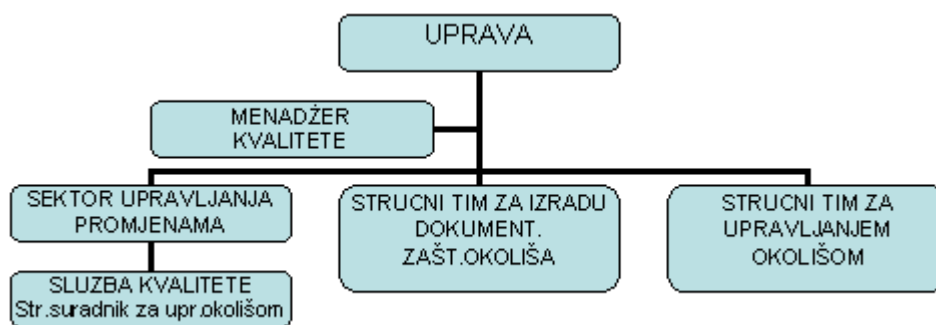 UPRAVA
MENADŽER
KVALITETE
SEKTOR UPRAVLJANJA
PROMJENAMA
STRUCNI TIM ZA IZRADU
DOKUMENT.
ZAŠT.OKOLIŠA
STRUCNI TIM ZA
UPRAVLJANJEM
OKOLIŠOM
SLUZBA KVALITETE
Str.suradnik za upr.okolišom